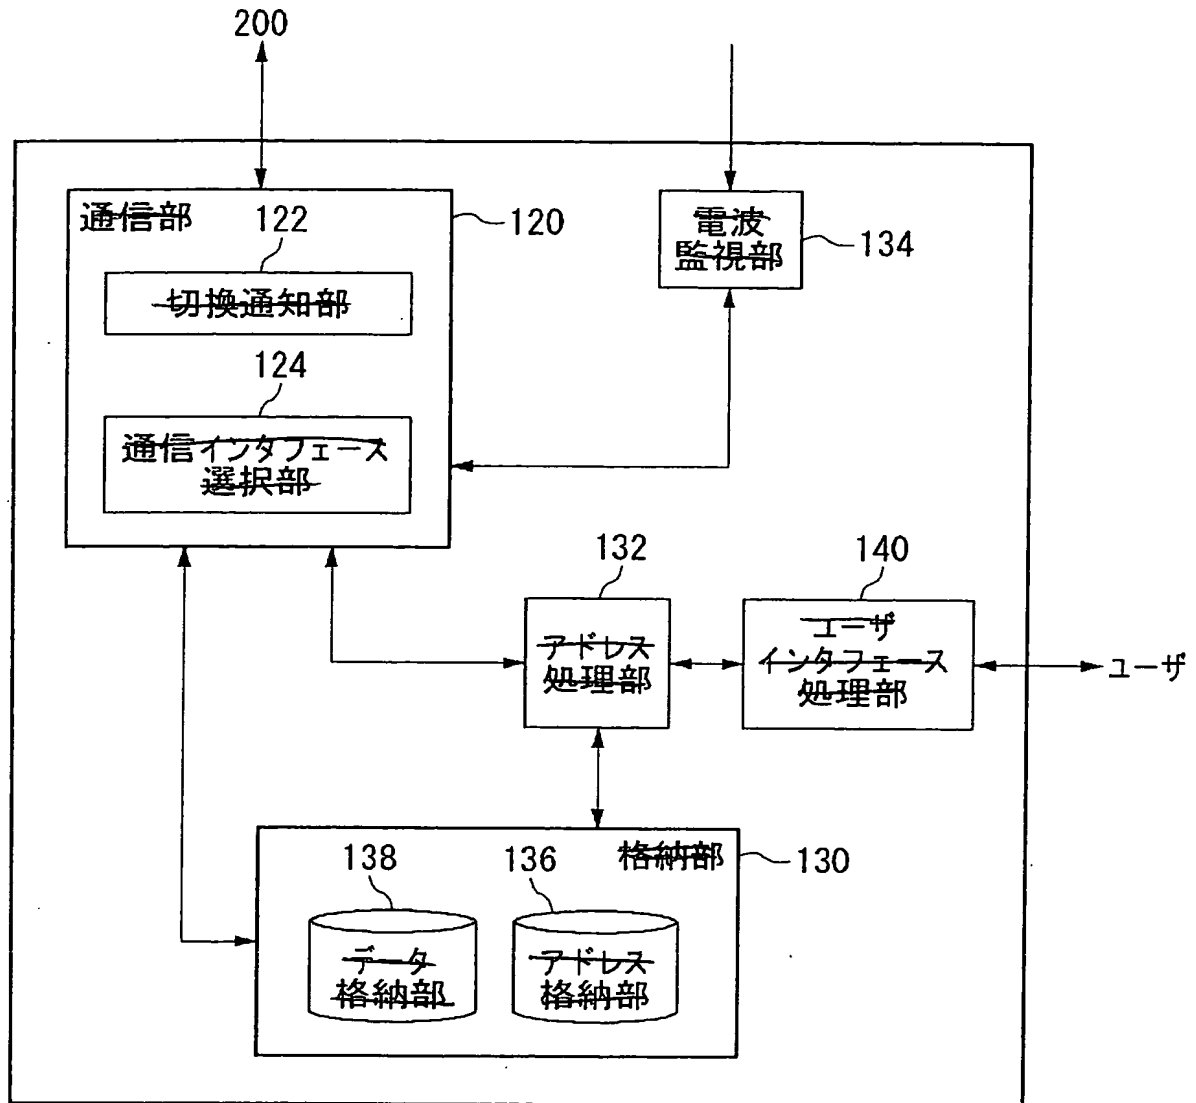 200
通信部
122
120
電波
監視部
134
切換通知部
124
通信インタフェース
選択部
132
140
アドレス
処理部
ユーザ
インタフェース
処理部
ユーザ
格納部
130
138
136
データ
格納部
アドレス
格納部